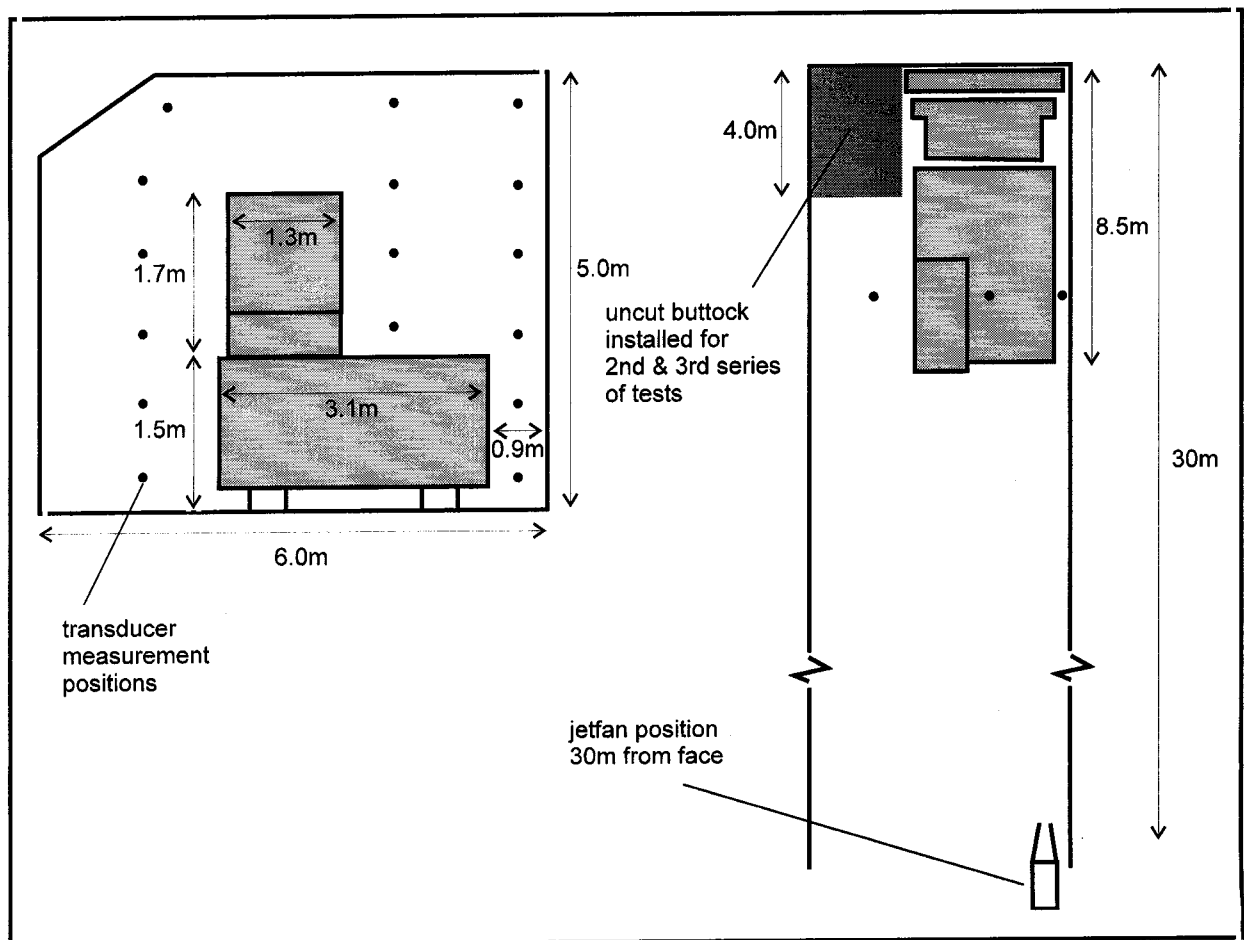 1.3m
1.7m
3.1m
1.5m
0.9m
5.0m
6.0m
transducer
measurement
positions
4.0m
8.5m
30m
uncut buttock
installed for
2nd & 3rd series
of tests
jetfan position
30m from face